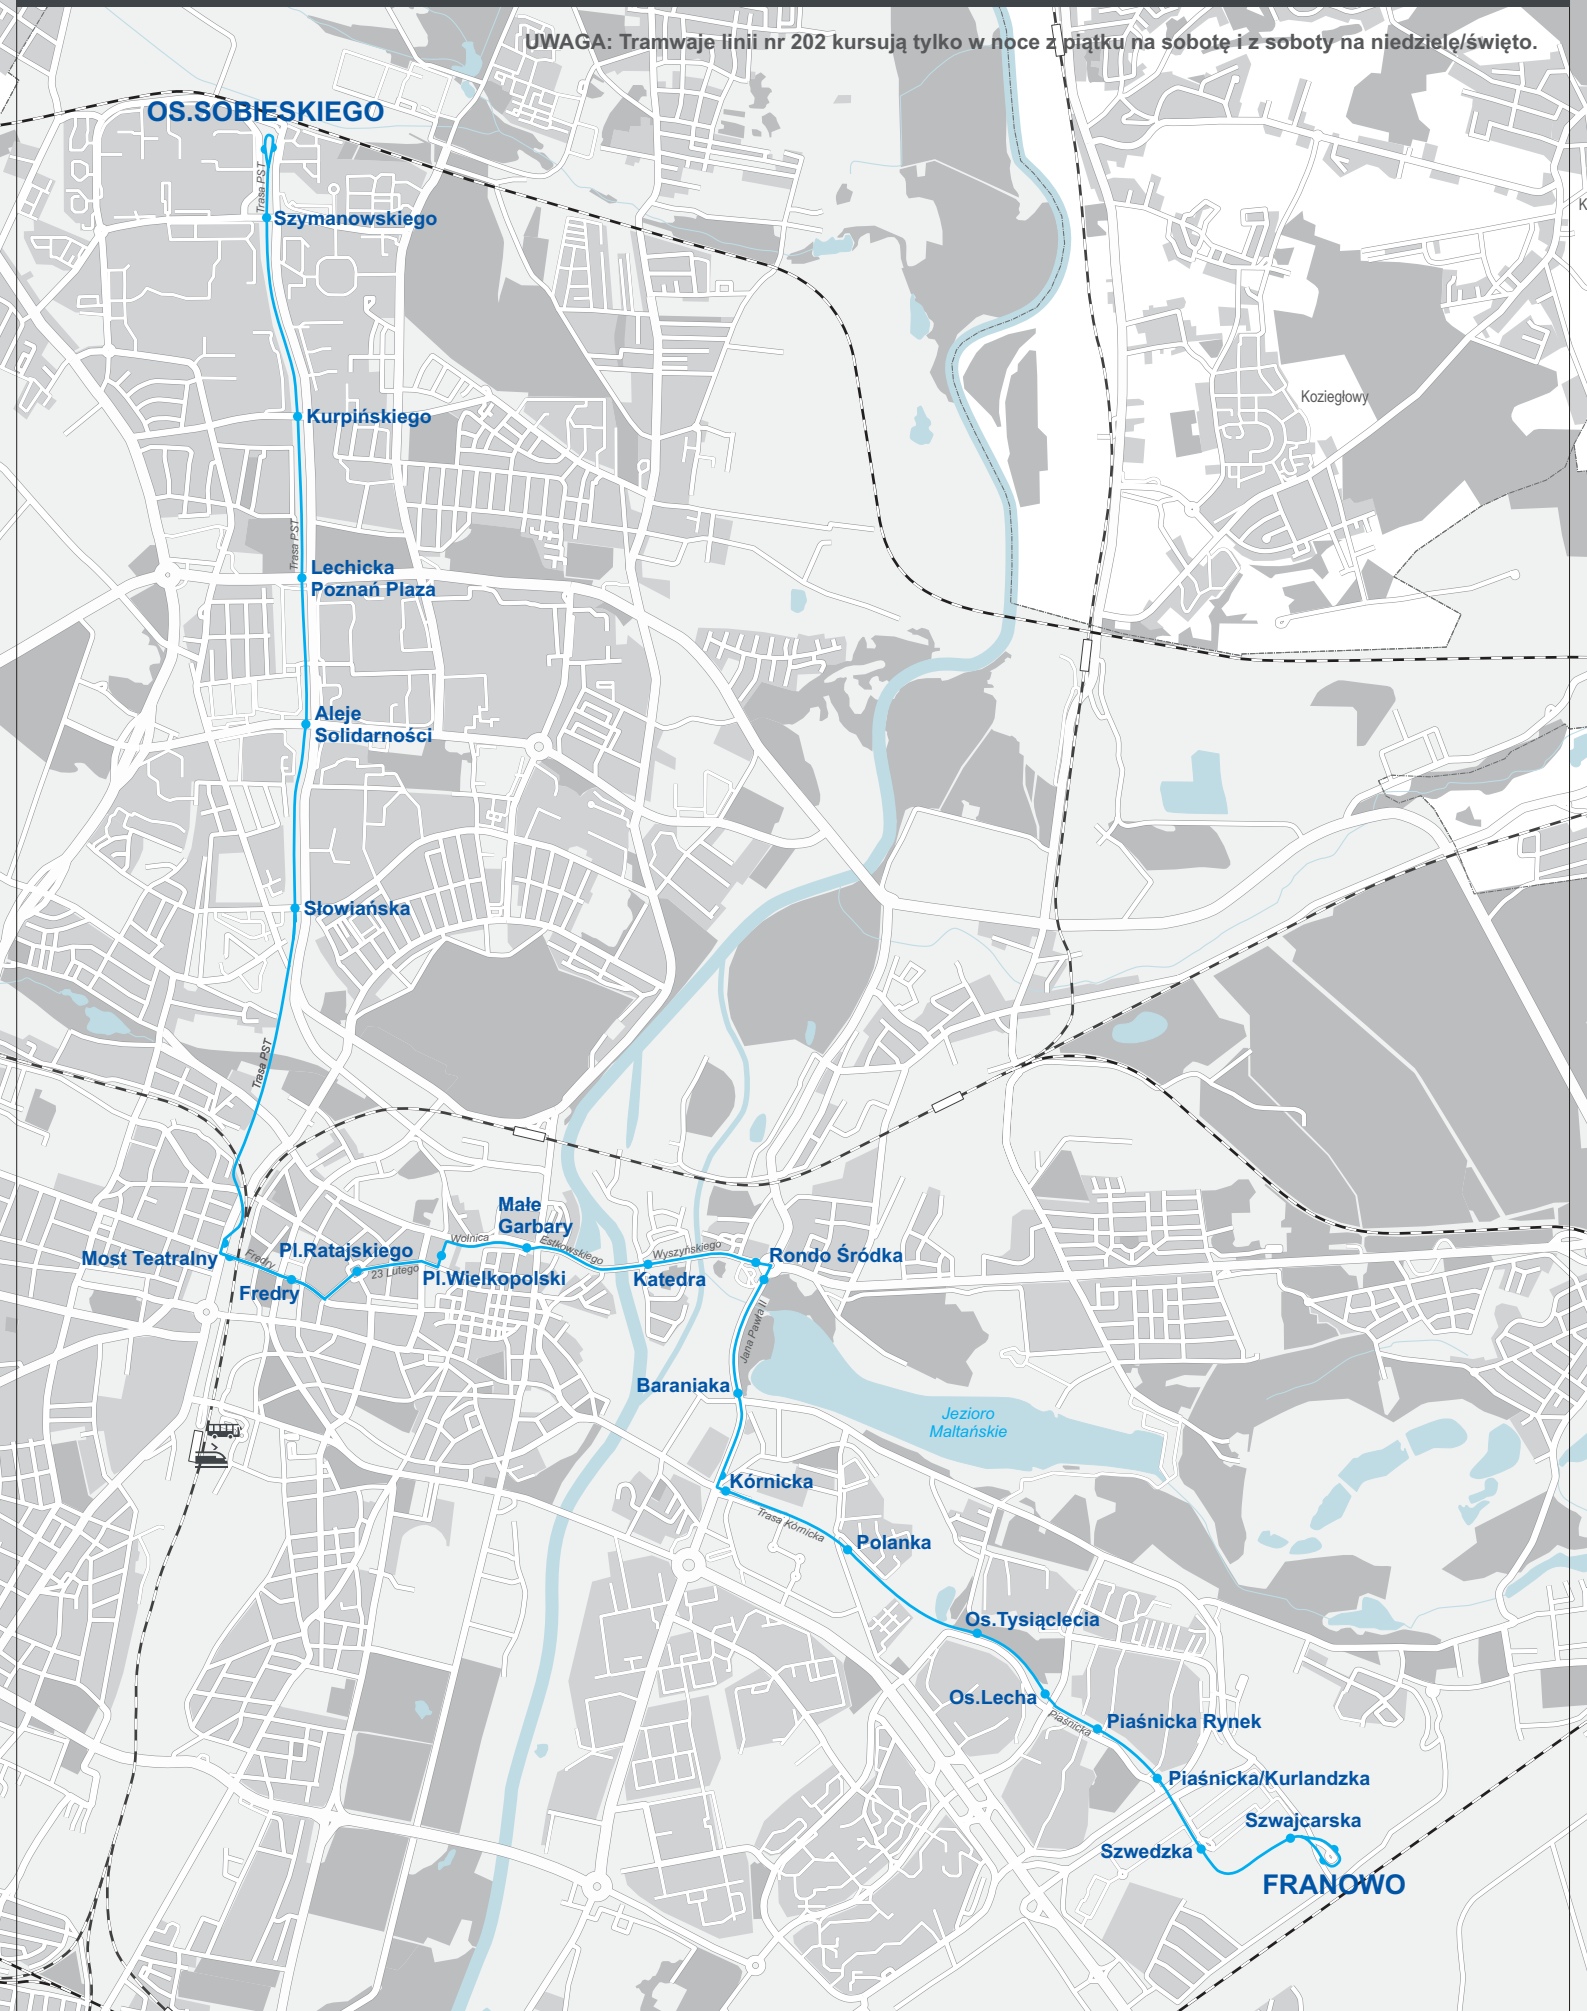 UWAGA: Tramwaje linii nr 202 kursują tylko w noce z piątku na sobotę i z soboty na niedzielę/święto.
OS.SOBIESKIEGO
Trasa PST
Szymanowskiego
K
Koziegłowy
Kurpińskiego
Trasa PST
Lechicka
Poznań Plaza
Aleje
Solidarności
Słowiańska
Trasa PST
Małe
Garbary
Wolnica
Estkowskiego
Wyszyńskiego
Most Teatralny
Fredry
Pl.Ratajskiego
23 Lutego
Pl.Wielkopolski
Katedra
Rondo Śródka
Fredry
Jana Pawła II
Baraniaka
Jezioro
Maltańskie
Kórnicka
Trasa Kórnicka
Polanka
Os.Tysiąclecia
Os.Lecha
Piaśnicka
Piaśnicka Rynek
Piaśnicka/Kurlandzka
Szwajcarska
Szwedzka
FRANOWO